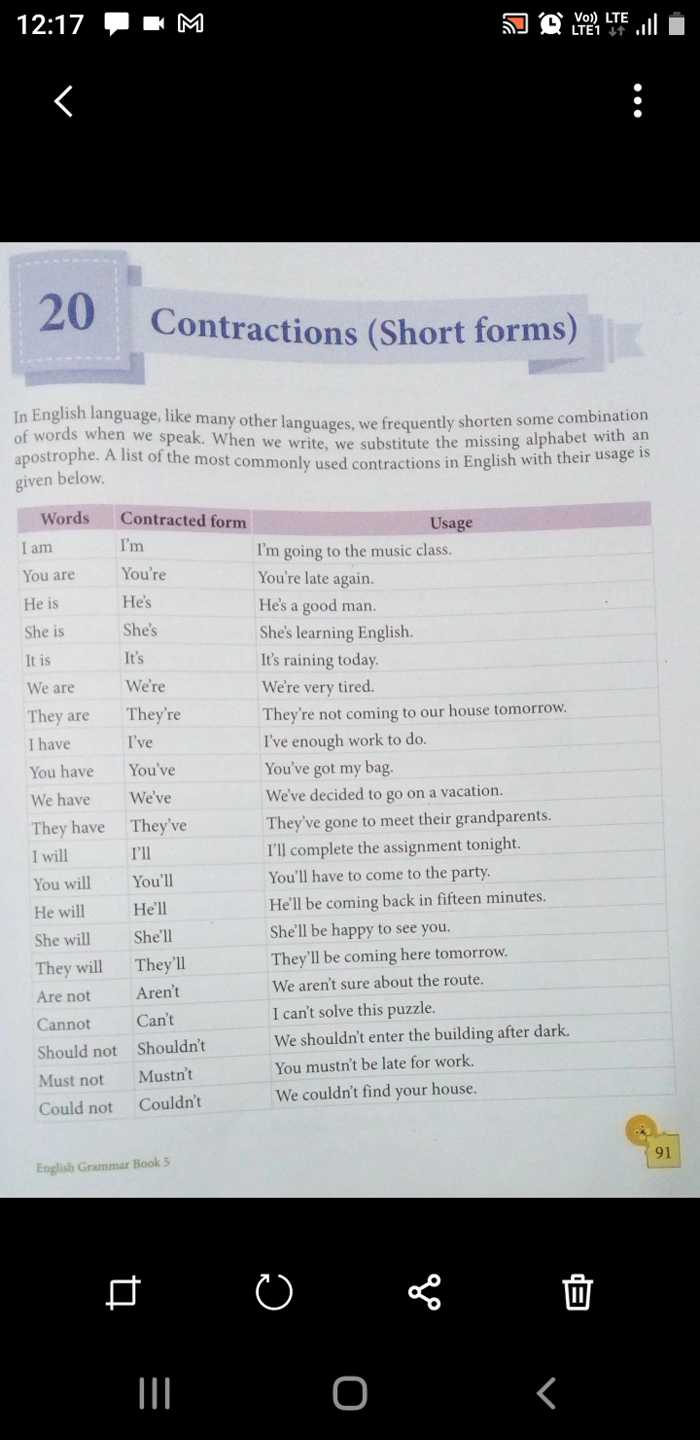 12:17
Vo)) LTE
LTE1
20
Contractions (Short forms)
In English language, like many other languages, we frequently shorten some combination
of words when we speak. When we write, we substitute the missing alphabet with an
apostrophe. A list of the most commonly used contractions in English with their usage is
given below.
Words Contracted form Usage
I am I'm I'm going to the music class.
You are You're You're late again.
He is He's He's a good man.
She is She's She's learning English.
It is It's It's raining today.
We are We're We're very tired.
They are They're They're not coming to our house tomorrow.
I have I've I've enough work to do.
You have You've You've got my bag.
We have We've We've decided to go on a vacation.
They have They've They've gone to meet their grandparents.
I will I'll I'll complete the assignment tonight.
You will You'll You'll have to come to the party.
He will He'll He'll be coming back in fifteen minutes.
She will She'll She'll be happy to see you.
They will They'll They'll be coming here tomorrow.
Are not Aren't We aren't sure about the route.
Cannot Can't I can't solve this puzzle.
Should not Shouldn't We shouldn't enter the building after dark.
Must not Mustn't You mustn't be late for work.
Could not Couldn't We couldn't find your house.
English Grammar Book 5
91